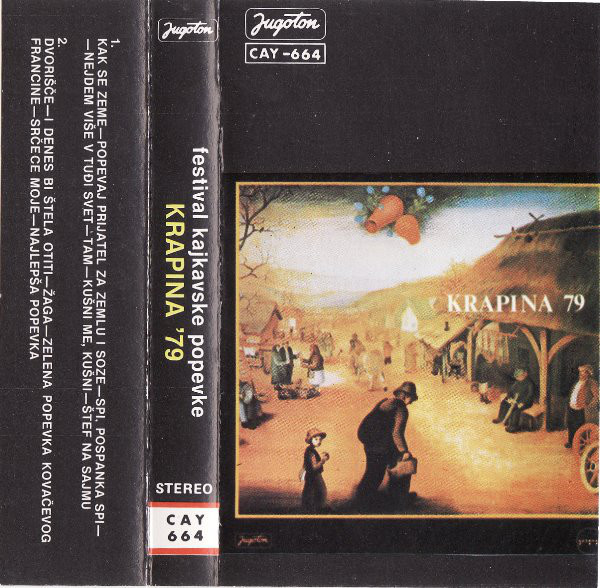 1.
KAK SE ZEME—POPEVAJ PRIJATEL ZA ZEMLU I SOZE—SPI, POSPANKA SPI—
—NEJDEM VIŠE V TUĐI SVET—TAM—KUŠNI ME, KUŠNI—ŠTEF NA SAJMU
2.
DVORIŠČE—I DENES BI ŠTELA OTITI—ŽAGA—ZELENA POPEVKA KOVAČEVOG
FRANCINE—SRČECE MOJE—NAJLEPŠA POPEVKA
Jugoton
festival kajkavske popevke
KRAPINA '79
STEREO
CAY
664
Jugoton
CAY-664
KRAPINA 79
Jugoton